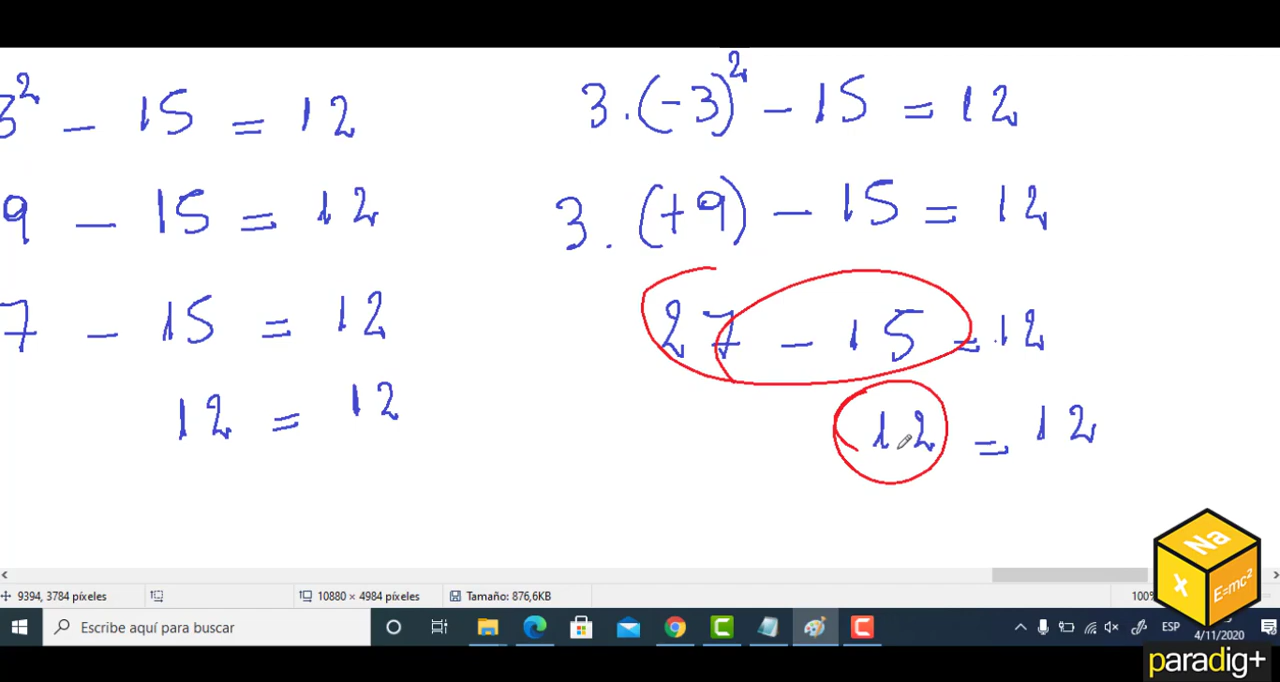 3² - 15 = 12
9 - 15 = 12
7 - 15 = 12
12 = 12
3.(-3)² - 15 = 12
3.(+9) - 15 = 12
27 - 15 = 12
12 = 12
Na
X
E=mc²
paradig+
9394, 3784 píxeles
10880 × 4984 píxeles
Tamaño: 876,6KB
100%
Escribe aquí para buscar
ESP
4/11/2020